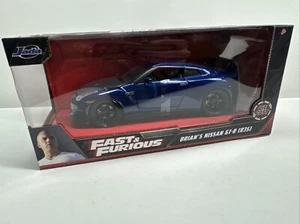 Jada
FAST & FURIOUS
BRIAN'S NISSAN GT-R (R35)